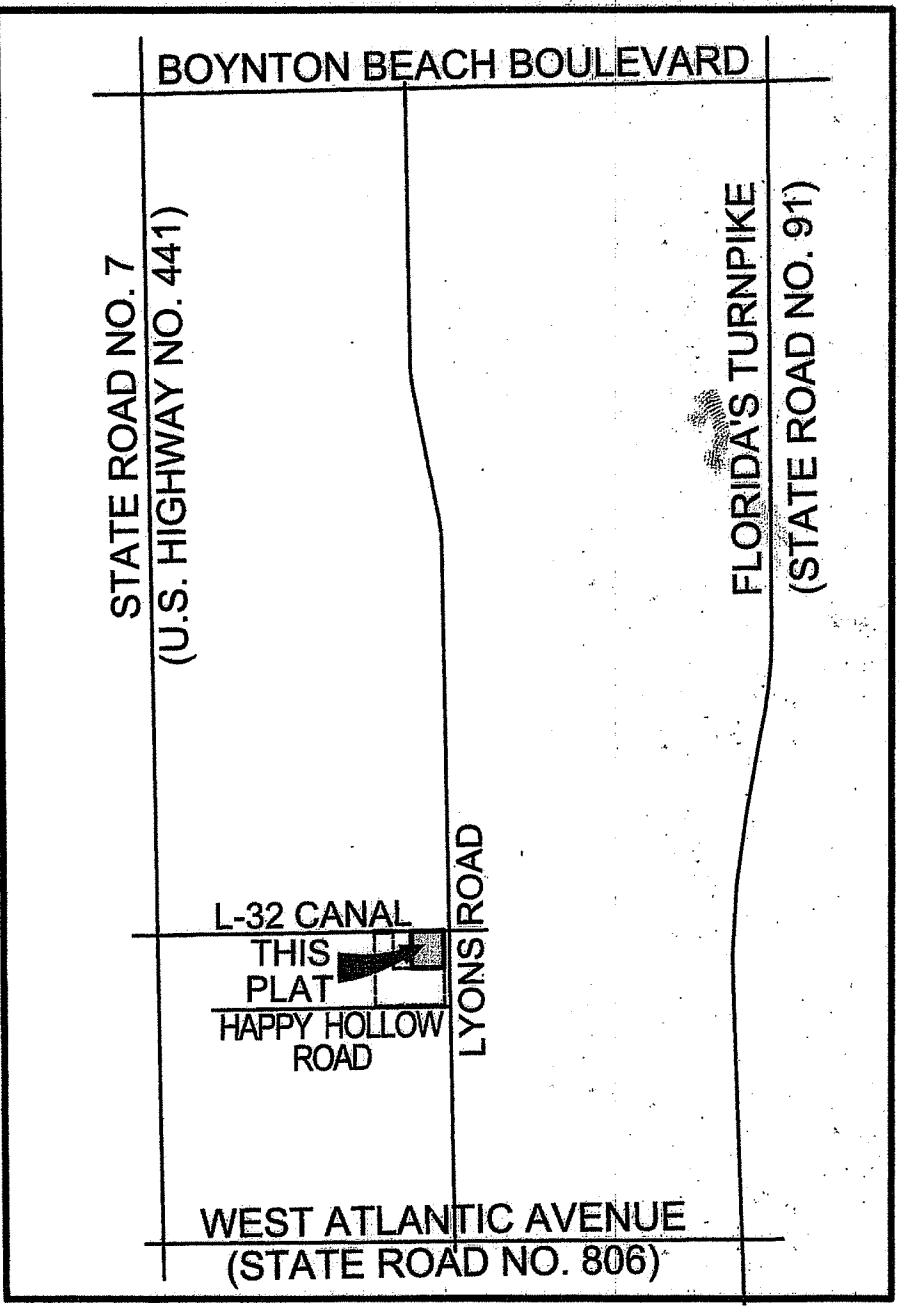 BOYNTON BEACH BOULEVARD
STATE ROAD NO. 7
(U.S. HIGHWAY NO. 441)
FLORIDA'S TURNPIKE
(STATE ROAD NO. 91)
LYONS ROAD
L-32 CANAL
THIS
PLAT
HAPPY HOLLOW
ROAD
WEST ATLANTIC AVENUE
(STATE ROAD NO. 806)